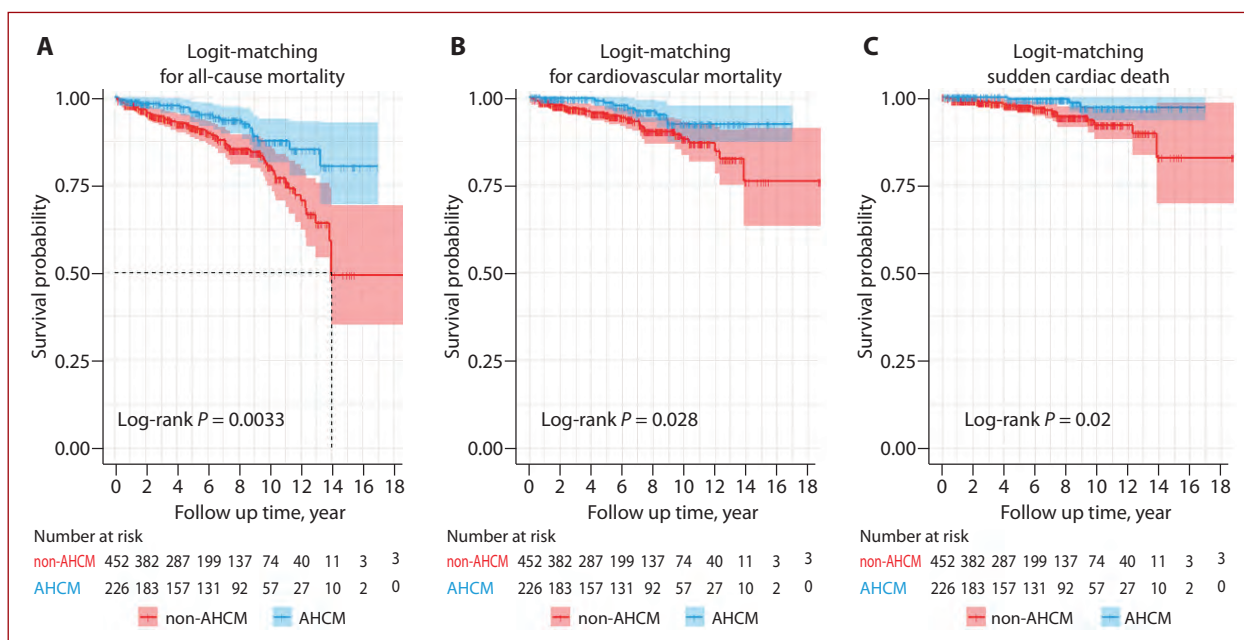 A
Logit-matching
for all-cause mortality
Survival probability
1.00
0.75
0.50
0.25
0.00
Log-rank P = 0.0033
0 2 4 6 8 10 12 14 16 18
Follow up time, year
Number at risk
non-AHCM 452 382 287 199 137 74 40 11 3 3
AHCM 226 183 157 131 92 57 27 10 2 0
non-AHCM AHCM
B
Logit-matching
for cardiovascular mortality
Survival probability
1.00
0.75
0.50
0.25
0.00
Log-rank P = 0.028
0 2 4 6 8 10 12 14 16 18
Follow up time, year
Number at risk
non-AHCM 452 382 287 199 137 74 40 11 3 3
AHCM 226 183 157 131 92 57 27 10 2 0
non-AHCM AHCM
C
Logit-matching
sudden cardiac death
Survival probability
1.00
0.75
0.50
0.25
0.00
Log-rank P = 0.02
0 2 4 6 8 10 12 14 16 18
Follow up time, year
Number at risk
non-AHCM 452 382 287 199 137 74 40 11 3 3
AHCM 226 183 157 131 92 57 27 10 2 0
non-AHCM AHCM